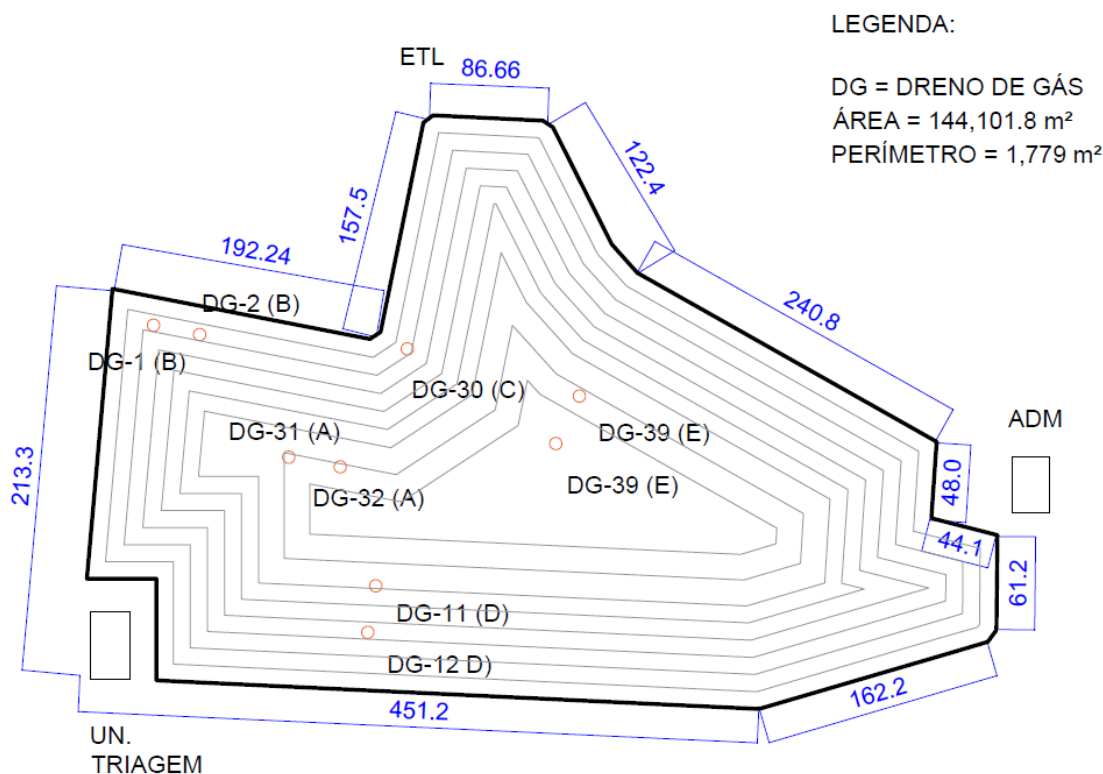 LEGENDA:
ETL
86.66
DG = DRENO DE GÁS
ÁREA = 144,101.8 m²
PERÍMETRO = 1,779 m²
122.4
157.5
192.24
DG-2 (B)
240.8
DG-1 (B)
DG-30 (C)
DG-31 (A)
DG-39 (E)
ADM
213.3
DG-32 (A)
DG-39 (E)
48.0
44.1
61.2
DG-11 (D)
DG-12 D)
162.2
451.2
UN.
TRIAGEM